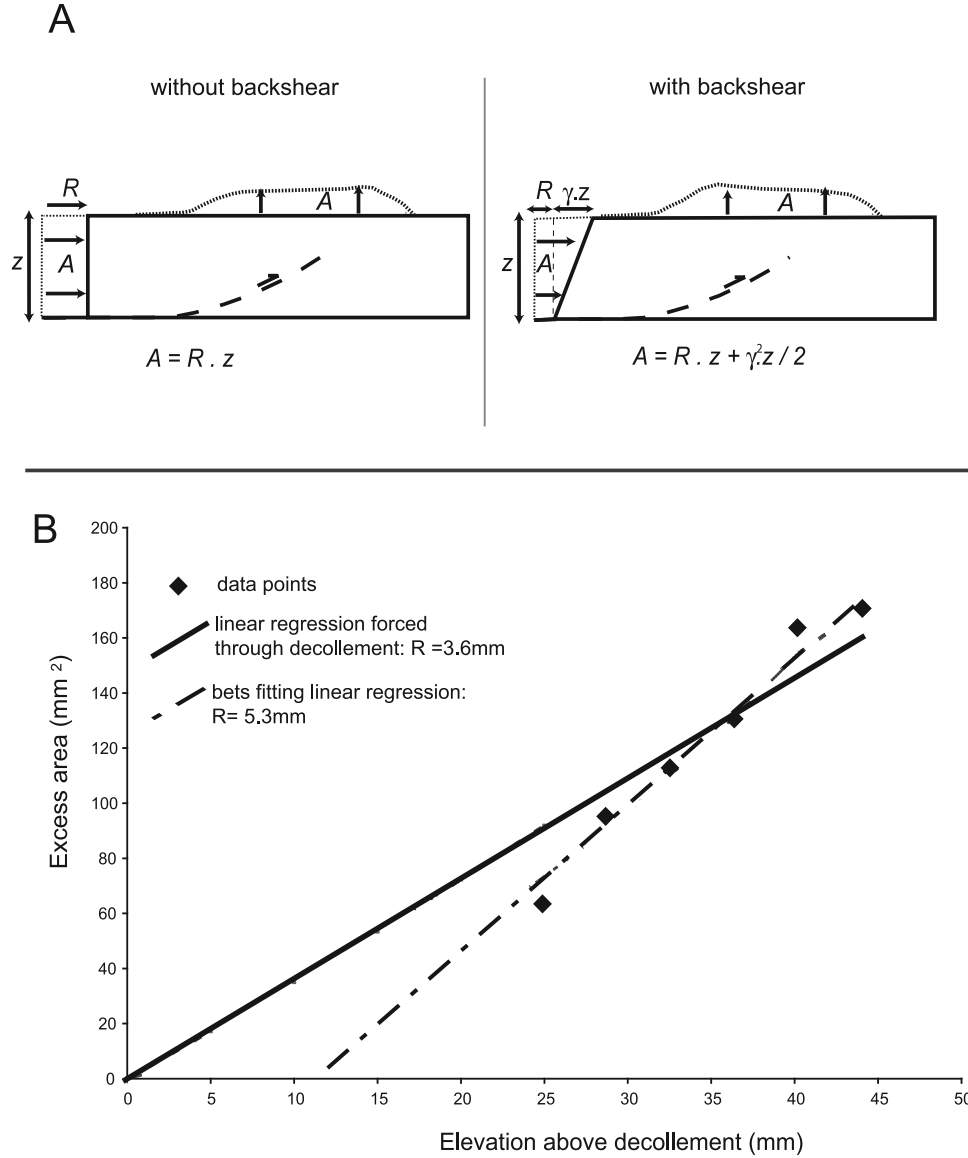 A
without backshear
with backshear
R
z
A
A
A = R . z
R γ.z
z
A
A
A = R . z + γ².z / 2
B
Excess area (mm ²)
200
180
160
140
120
100
80
60
40
20
0
data points
linear regression forced
through decollement: R =3.6mm
bets fitting linear regression:
R= 5.3mm
0 5 10 15 20 25 30 35 40 45 50
Elevation above decollement (mm)